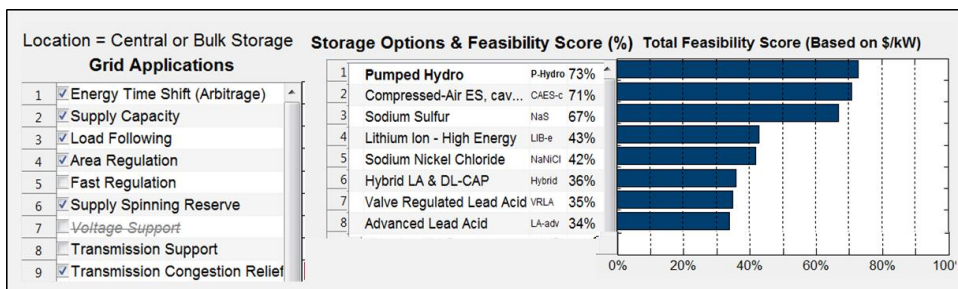 Location = Central or Bulk Storage
Grid Applications
1 Energy Time Shift (Arbitrage)
2 Supply Capacity
3 Load Following
4 Area Regulation
5 Fast Regulation
6 Supply Spinning Reserve
7 Voltage Support
8 Transmission Support
9 Transmission Congestion Relief
Storage Options & Feasibility Score (%)
1 Pumped Hydro P-Hydro 73%
2 Compressed-Air ES, cav... CAES-c 71%
3 Sodium Sulfur NaS 67%
4 Lithium Ion - High Energy LIB-e 43%
5 Sodium Nickel Chloride NaNiCl 42%
6 Hybrid LA & DL-CAP Hybrid 36%
7 Valve Regulated Lead Acid VRLA 35%
8 Advanced Lead Acid LA-adv 34%
Total Feasibility Score (Based on $/kW)
0% 20% 40% 60% 80% 100